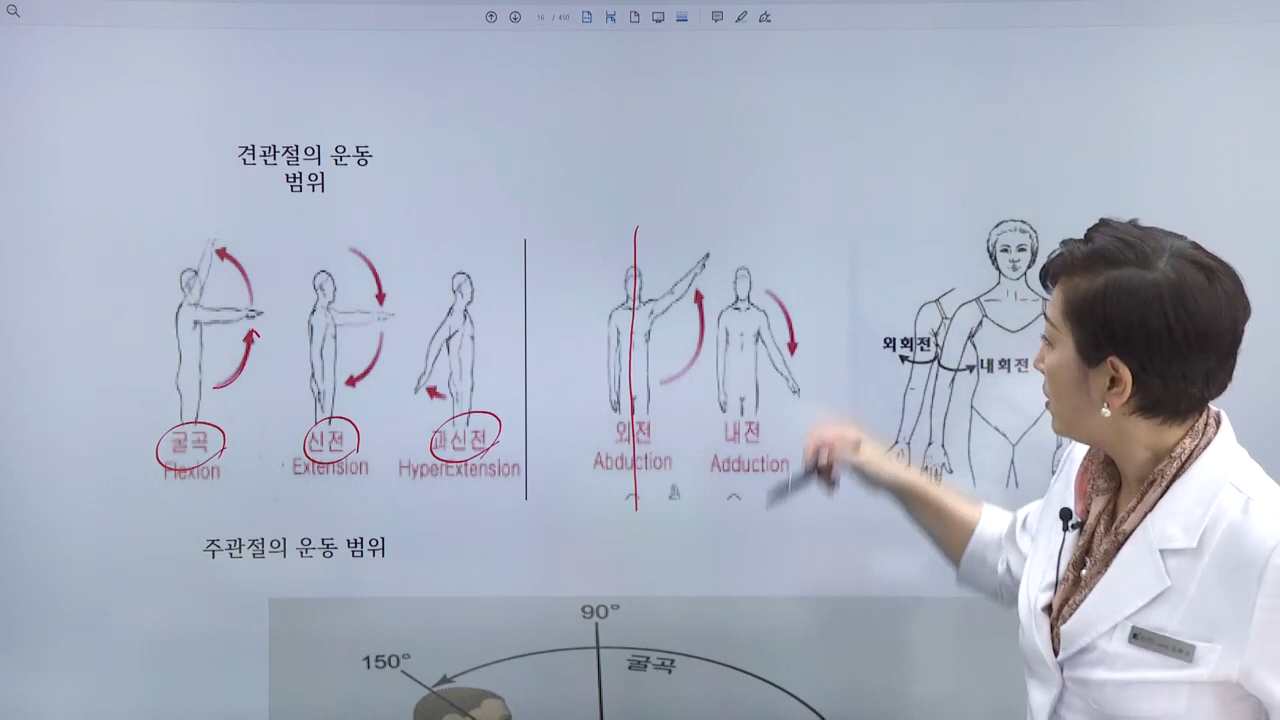 16 / 450
견관절의 운동
범위
굴곡
Flexion
신전
Extension
과신전
HyperExtension
외전
Abduction
내전
Adduction
외회전
내회전
주관절의 운동 범위
90°
150°
굴곡